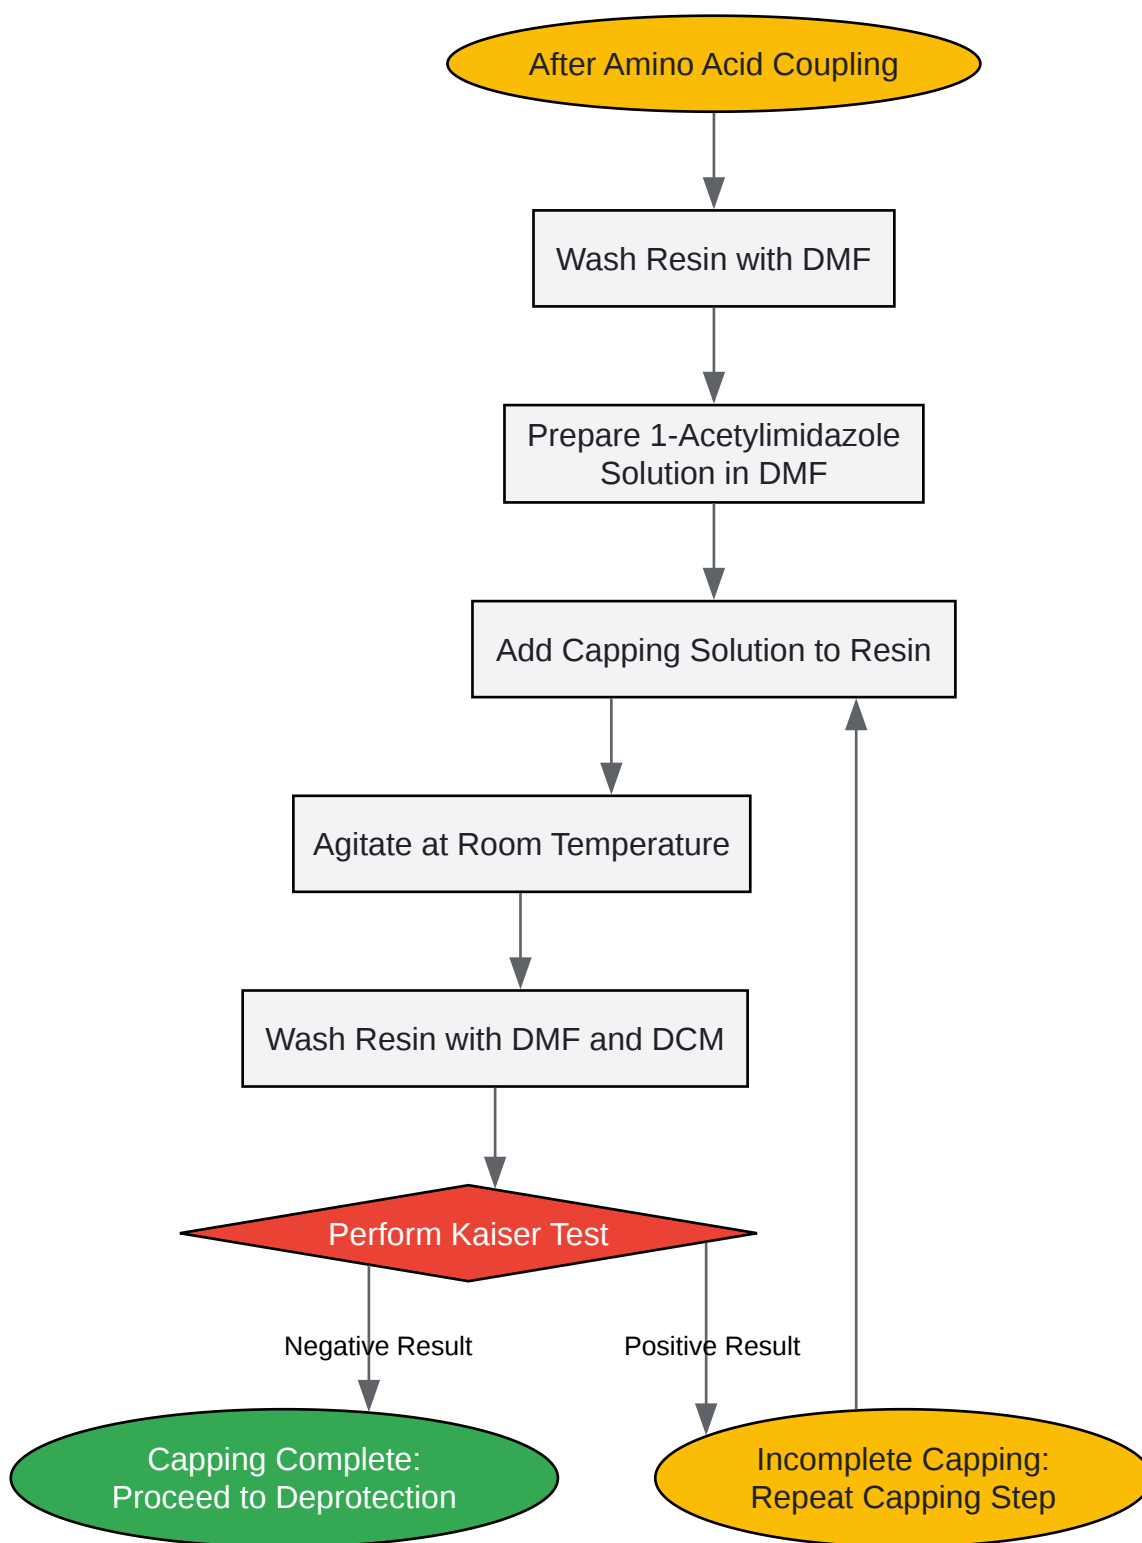 After Amino Acid Coupling
Wash Resin with DMF
Prepare 1-Acetylimidazole
Solution in DMF
Add Capping Solution to Resin
Agitate at Room Temperature
Wash Resin with DMF and DCM
Perform Kaiser Test
Negative Result
Positive Result
Capping Complete:
Proceed to Deprotection
Incomplete Capping:
Repeat Capping Step